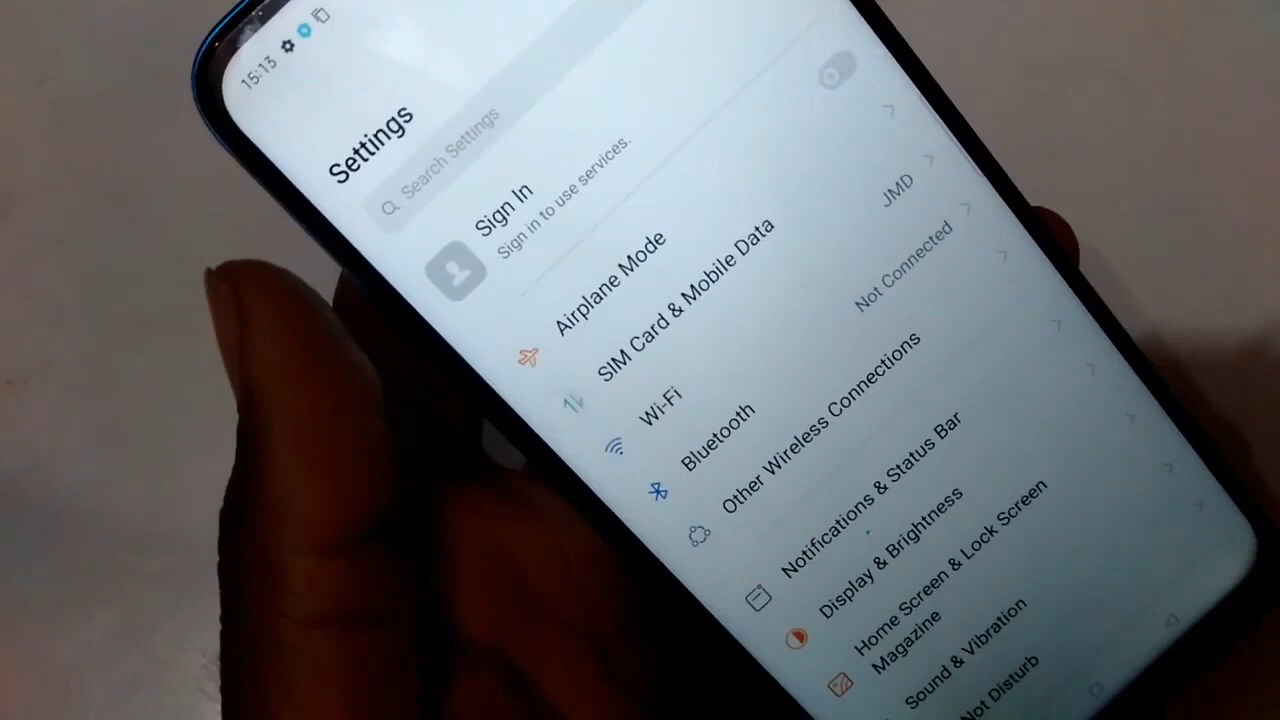 15:13
Settings
Search Settings
Sign In
Sign in to use services.
Airplane Mode
SIM Card & Mobile Data
Wi-Fi
JMD
Bluetooth
Not Connected
Other Wireless Connections
Notifications & Status Bar
Display & Brightness
Home Screen & Lock Screen
Magazine
Sound & Vibration
Not Disturb